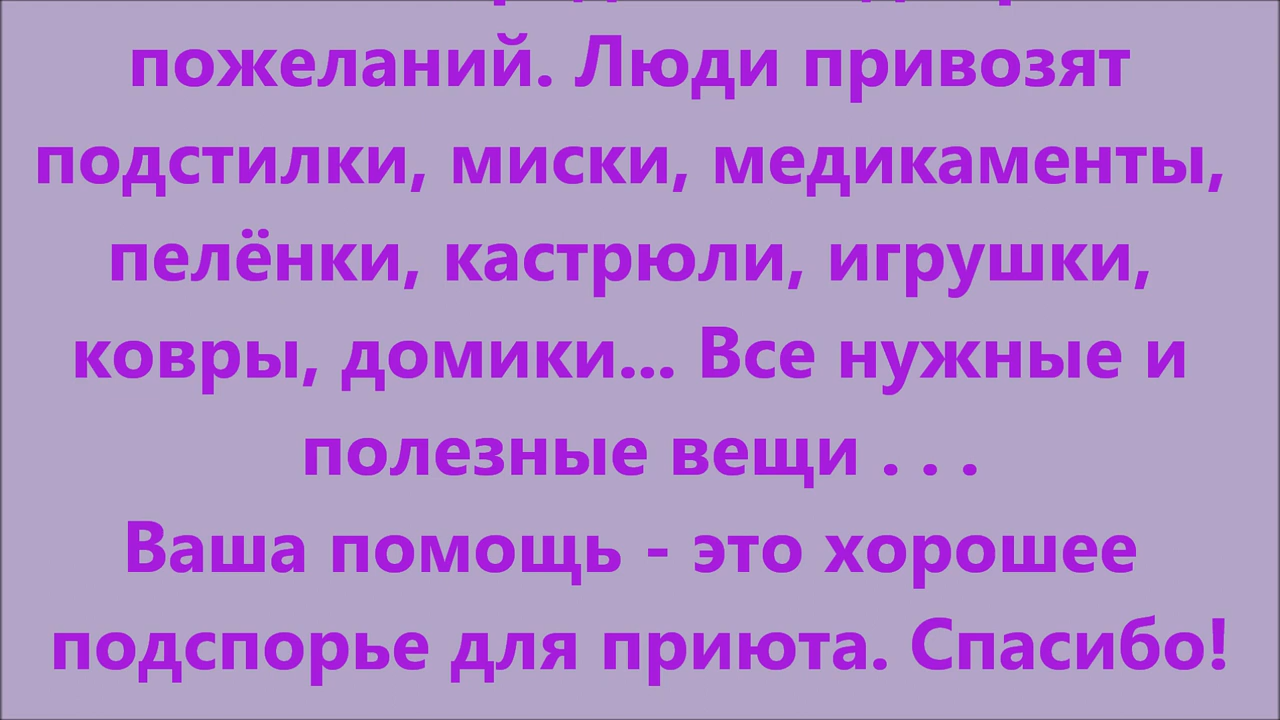 пожеланий. Люди привозят
подстилки, миски, медикаменты,
пелёнки, кастрюли, игрушки,
ковры, домики... Все нужные и
полезные вещи . . .
Ваша помощь - это хорошее
подспорье для приюта. Спасибо!